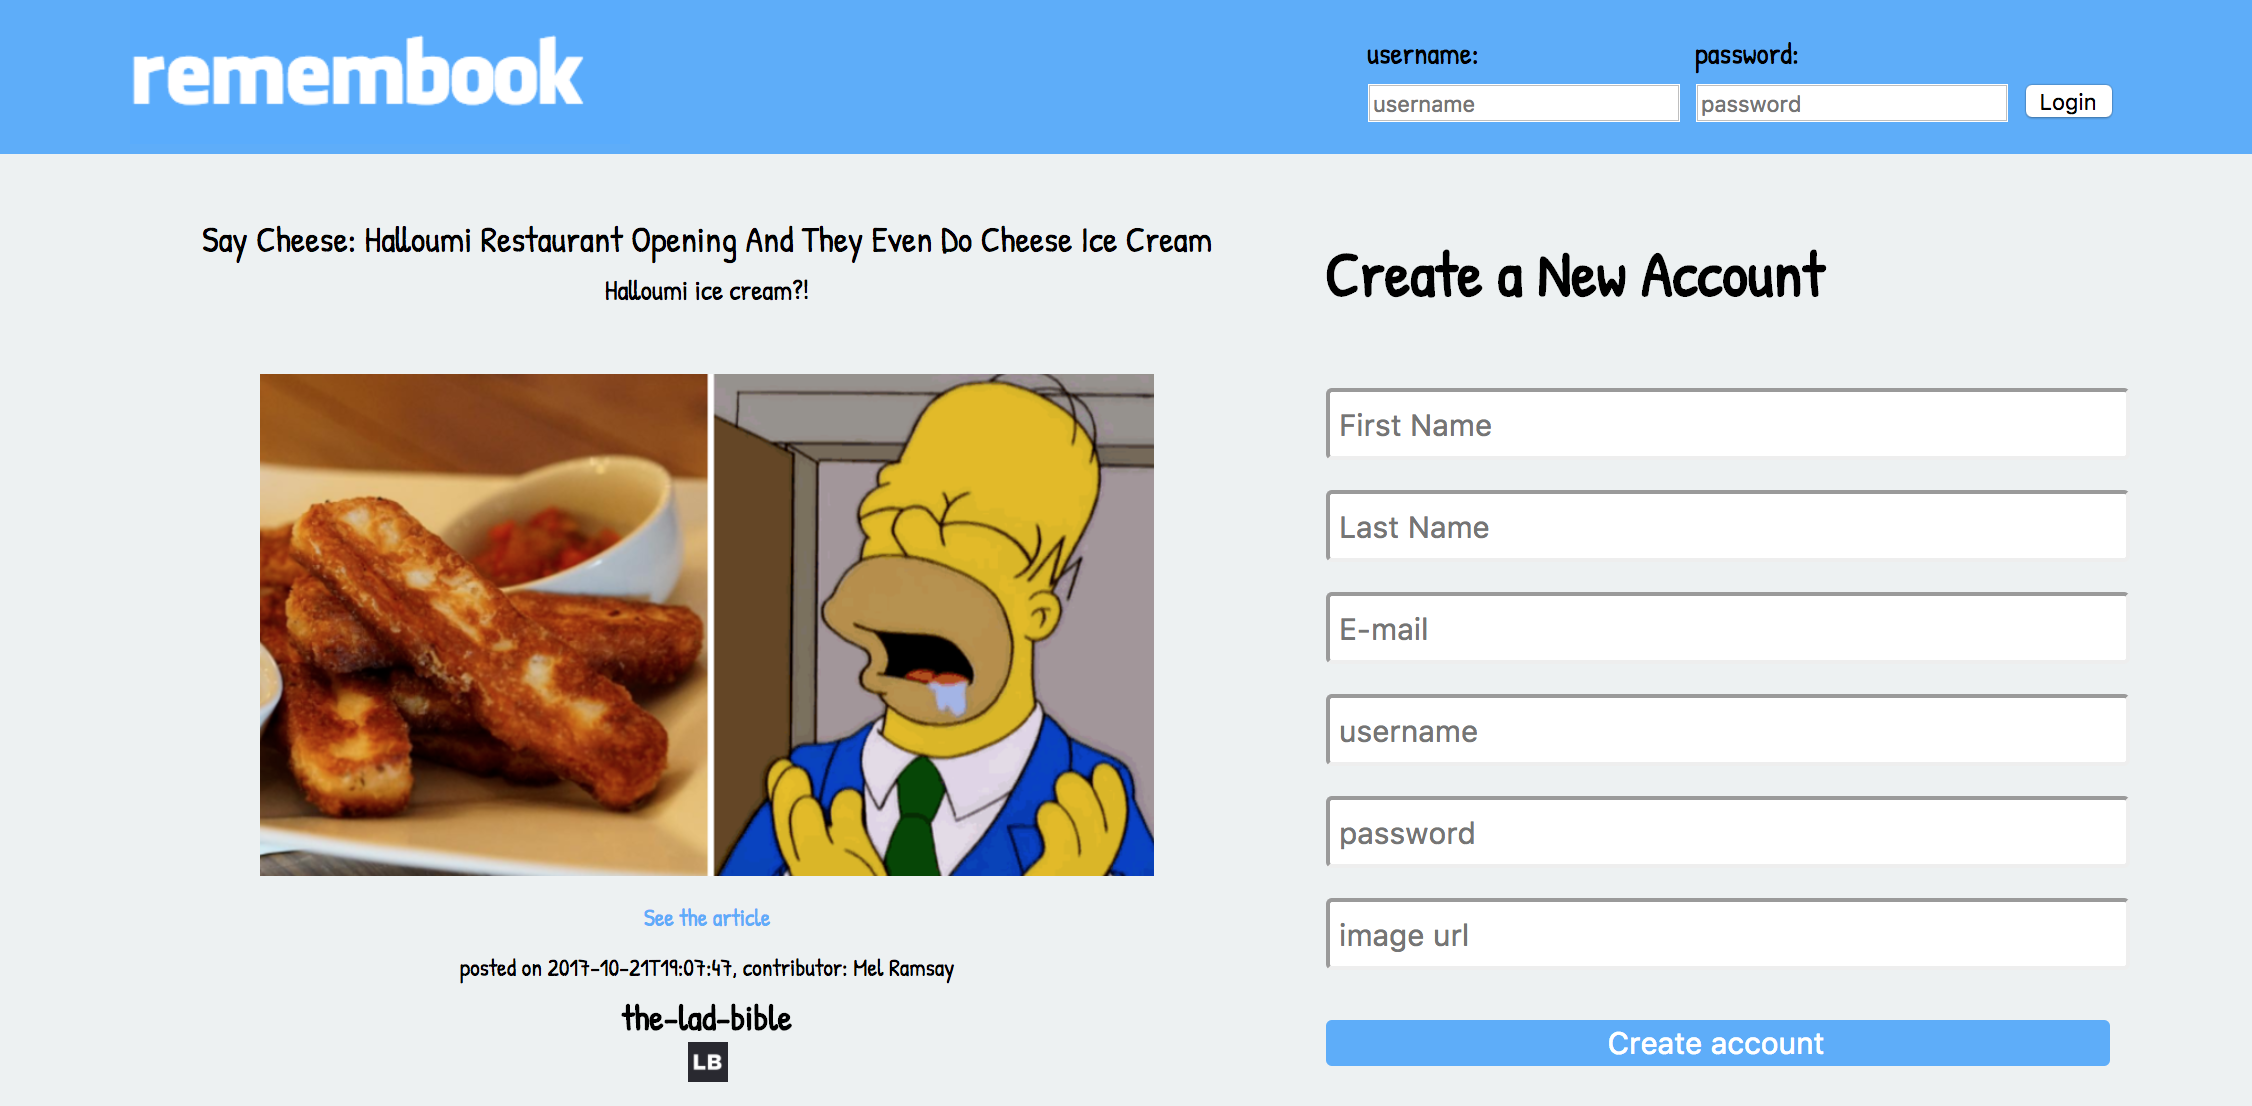 remembook
username:
password:
username
password
Login
Say Cheese: Halloumi Restaurant Opening And They Even Do Cheese Ice Cream
Halloumi ice cream?!
See the article
posted on 2017-10-21T19:07:47, contributor: Mel Ramsay
the-lad-bible
LB
Create a New Account
First Name
Last Name
E-mail
username
password
image url
Create account